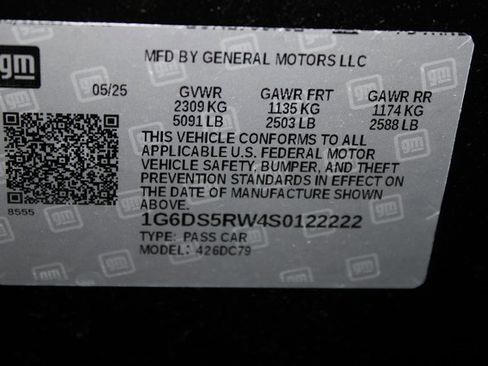 gm
MFD BY GENERAL MOTORS LLC
05/25 GVWR GAWR FRT GAWR RR
2309 KG 1135 KG 1174 KG
5091 LB 2503 LB 2588 LB
THIS VEHICLE CONFORMS TO ALL
APPLICABLE U.S. FEDERAL MOTOR
VEHICLE SAFETY, BUMPER, AND THEFT
PREVENTION STANDARDS IN EFFECT ON
THE DATE OF MANUFACTURE SHOWN
ABOVE.
8555
1G6DS5RW4S0122222
TYPE: PASS CAR
MODEL: 426DC79